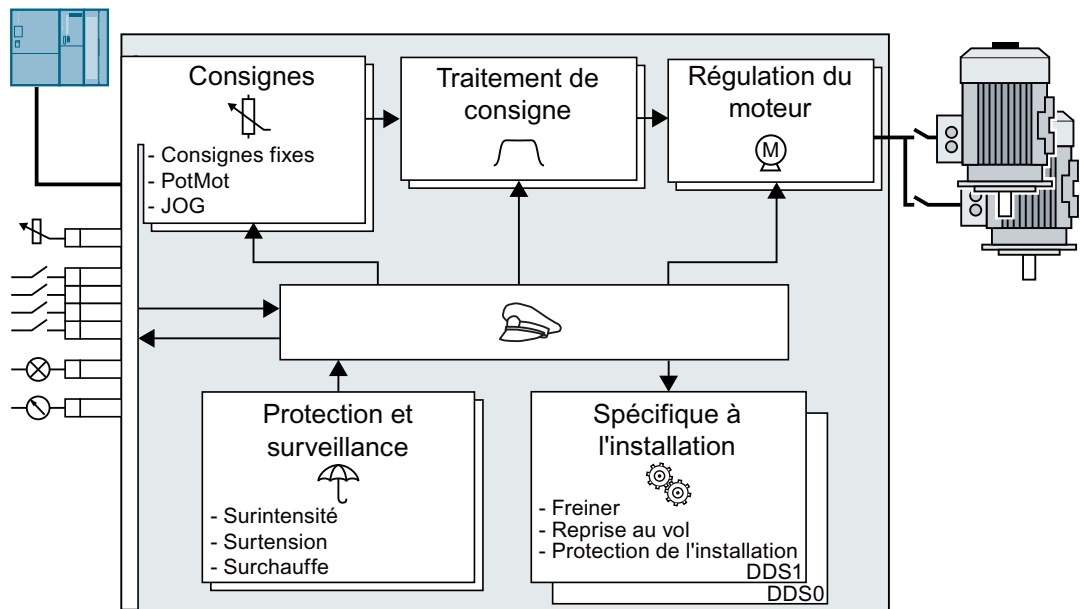 Consignes
- Consignes fixes
- PotMot
- JOG
Traitement de
consigne
Régulation du
moteur
M
Protection et
surveillance
- Surintensité
- Surtension
- Surchauffe
Spécifique à
l'installation
- Freiner
- Reprise au vol
- Protection de l'installation
DDS1
DDS0